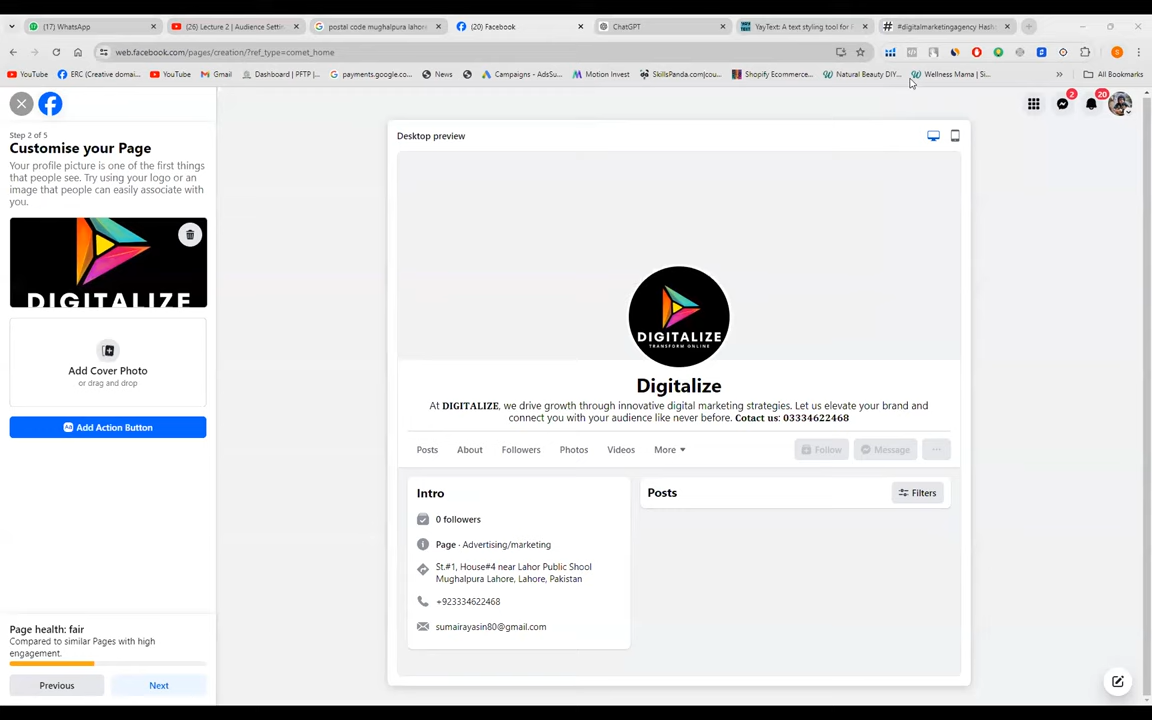 (17) WhatsApp
(26) Lecture 2 | Audience Setti
postal code mughalpura lahore
(20) Facebook
ChatGPT
YayText: A text styling tool for
#digitalmarketingagency Hash
web.facebook.com/pages/creation/?ref_type=comet_home
YouTube
ERC (Creative domai...
YouTube
Gmail
Dashboard | PFTP |...
payments.google.co...
News
Campaigns - AdsSu...
Motion Invest
SkillsPanda.com|cou...
Shopify Ecommerce...
Natural Beauty DIY...
Wellness Mama | Si...
All Bookmarks
2
20
Step 2 of 5
Customise your Page
Your profile picture is one of the first things
that people see. Try using your logo or an
image that people can easily associate with
you.
DIGITALIZE
Add Cover Photo
or drag and drop
Add Action Button
Page health: fair
Compared to similar Pages with high
engagement.
Previous
Next
Desktop preview
DIGITALIZE
TRANSFORM ONLINE
Digitalize
At DIGITALIZE, we drive growth through innovative digital marketing strategies. Let us elevate your brand and
connect you with your audience like never before. Cotact us: 03334622468
Posts
About
Followers
Photos
Videos
More
Follow
Message
Intro
0 followers
Page · Advertising/marketing
St.#1, House#4 near Lahor Public Shool
Mughalpura Lahore, Lahore, Pakistan
+923334622468
sumairayasin80@gmail.com
Posts
Filters